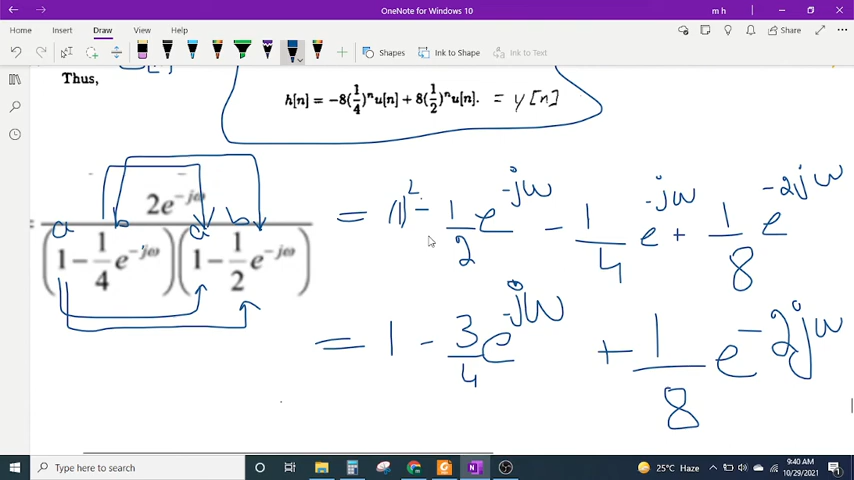 OneNote for Windows 10
m h
Home Insert Draw View Help
Share
Shapes Ink to Shape Undo Ink to Text
Thus,
h[n] = -8(1/4)^n u[n] + 8(1/2)^n u[n]. = y[n]
2e^{-jω}
= (1)² - 1/2 e^{-jω} - 1/4 e^{-jω} + 1/8 e^{-2jω}
a b a b
= (1 - 1/4 e^{-jω})(1 - 1/2 e^{-jω})
= 1 - 3/4 e^{-jω} + 1/8 e^{-2jω}
Type here to search
25°C Haze
9:40 AM
10/29/2021